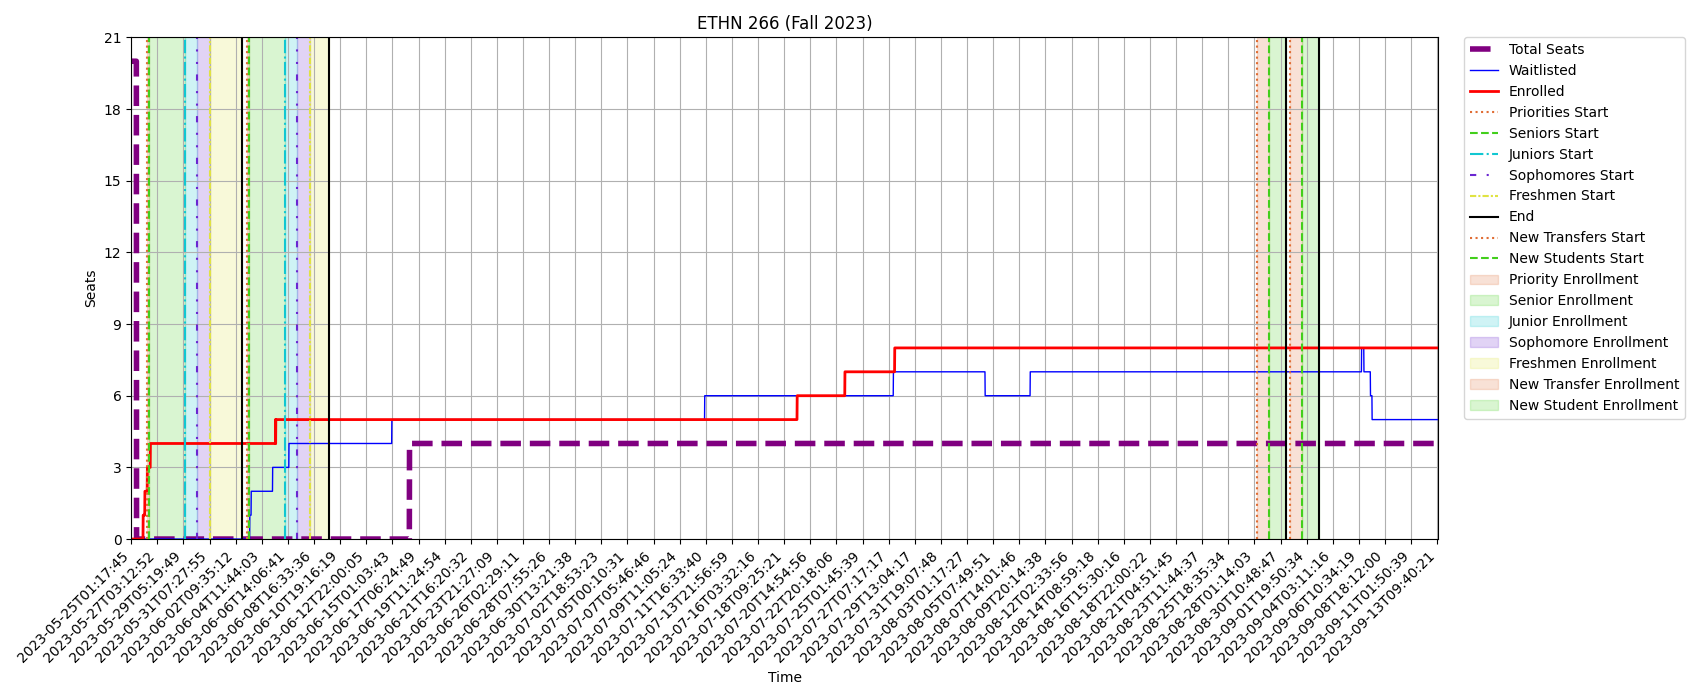 ETHN 266 (Fall 2023)
21
18
15
12
9
6
3
0
Seats
2023-05-25T01:17:45
2023-05-27T03:12:52
2023-05-29T05:19:49
2023-05-31T07:27:55
2023-06-02T09:35:12
2023-06-04T11:44:03
2023-06-06T14:06:41
2023-06-08T16:33:36
2023-06-10T19:16:19
2023-06-12T22:00:05
2023-06-15T01:03:43
2023-06-17T06:24:49
2023-06-19T11:24:54
2023-06-21T16:20:32
2023-06-23T21:27:09
2023-06-26T02:29:11
2023-06-28T07:55:26
2023-06-30T13:21:38
2023-07-02T18:53:23
2023-07-05T00:10:31
2023-07-07T05:46:46
2023-07-09T11:05:24
2023-07-11T16:33:40
2023-07-13T21:56:59
2023-07-16T03:32:16
2023-07-18T09:25:21
2023-07-20T14:54:56
2023-07-22T20:18:06
2023-07-25T01:45:39
2023-07-27T07:17:17
2023-07-29T13:04:17
2023-07-31T19:07:48
2023-08-03T01:17:27
2023-08-05T07:49:51
2023-08-07T14:01:46
2023-08-09T20:14:38
2023-08-12T02:33:56
2023-08-14T08:59:18
2023-08-16T15:30:16
2023-08-18T22:00:22
2023-08-21T04:51:45
2023-08-23T11:44:37
2023-08-25T18:35:34
2023-08-28T01:14:03
2023-08-30T10:48:47
2023-09-01T19:50:34
2023-09-04T03:11:16
2023-09-06T10:34:19
2023-09-08T18:12:00
2023-09-11T01:50:39
2023-09-13T09:40:21
Time
Total Seats
Waitlisted
Enrolled
Priorities Start
Seniors Start
Juniors Start
Sophomores Start
Freshmen Start
End
New Transfers Start
New Students Start
Priority Enrollment
Senior Enrollment
Junior Enrollment
Sophomore Enrollment
Freshmen Enrollment
New Transfer Enrollment
New Student Enrollment